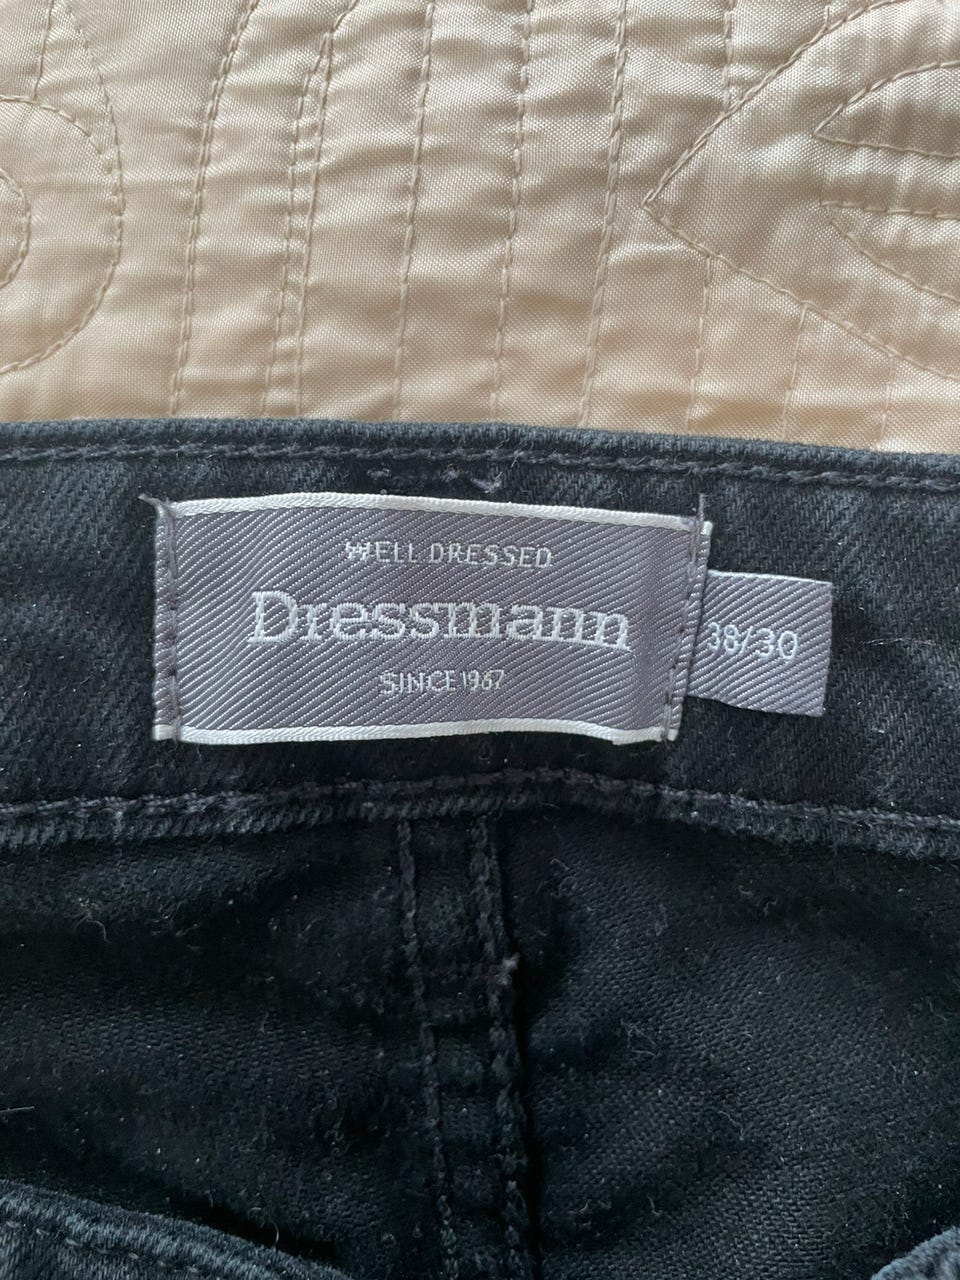 WELL DRESSED
Dressmann
SINCE 1967
38/30